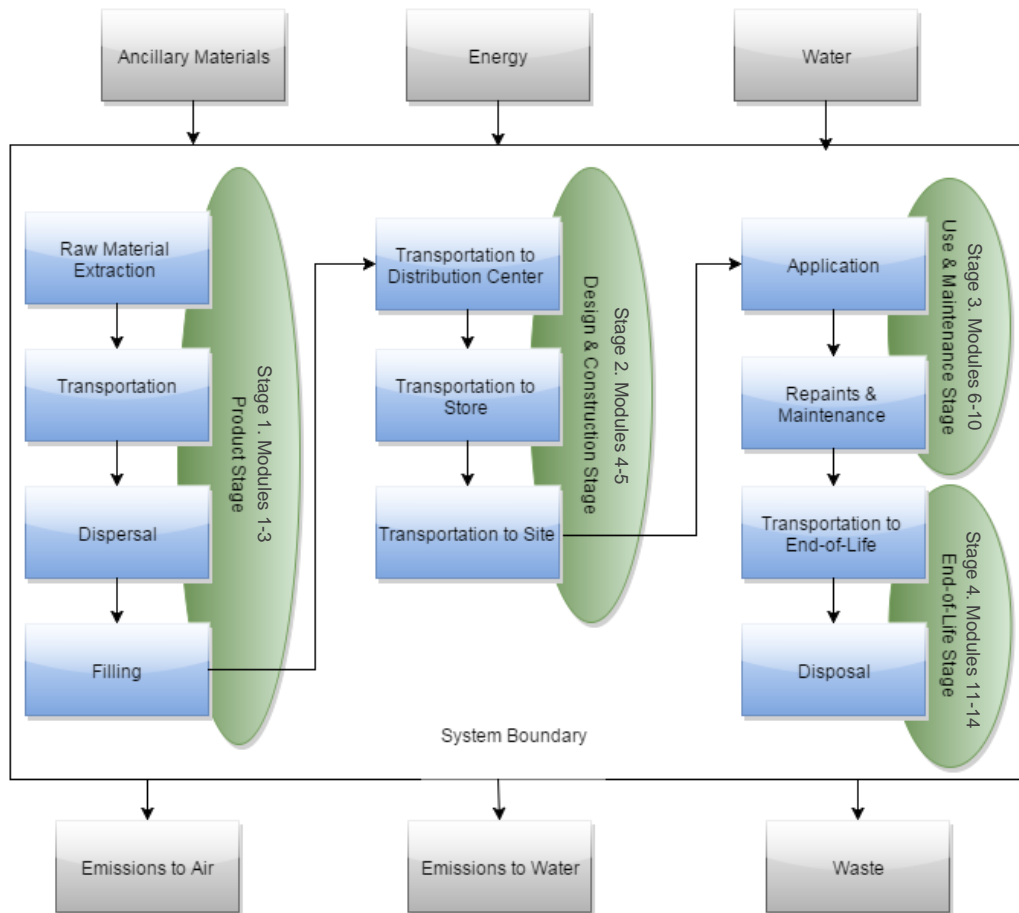 Ancillary Materials
Energy
Water
Raw Material
Extraction
Transportation
Dispersal
Filling
Stage 1. Modules 1-3
Product Stage
Transportation to
Distribution Center
Transportation to
Store
Transportation to Site
Stage 2. Modules 4-5
Design & Construction Stage
Application
Repaints &
Maintenance
Stage 3. Modules 6-10
Use & Maintenance Stage
Transportation to
End-of-Life
Disposal
Stage 4. Modules 11-14
End-of-Life Stage
System Boundary
Emissions to Air
Emissions to Water
Waste